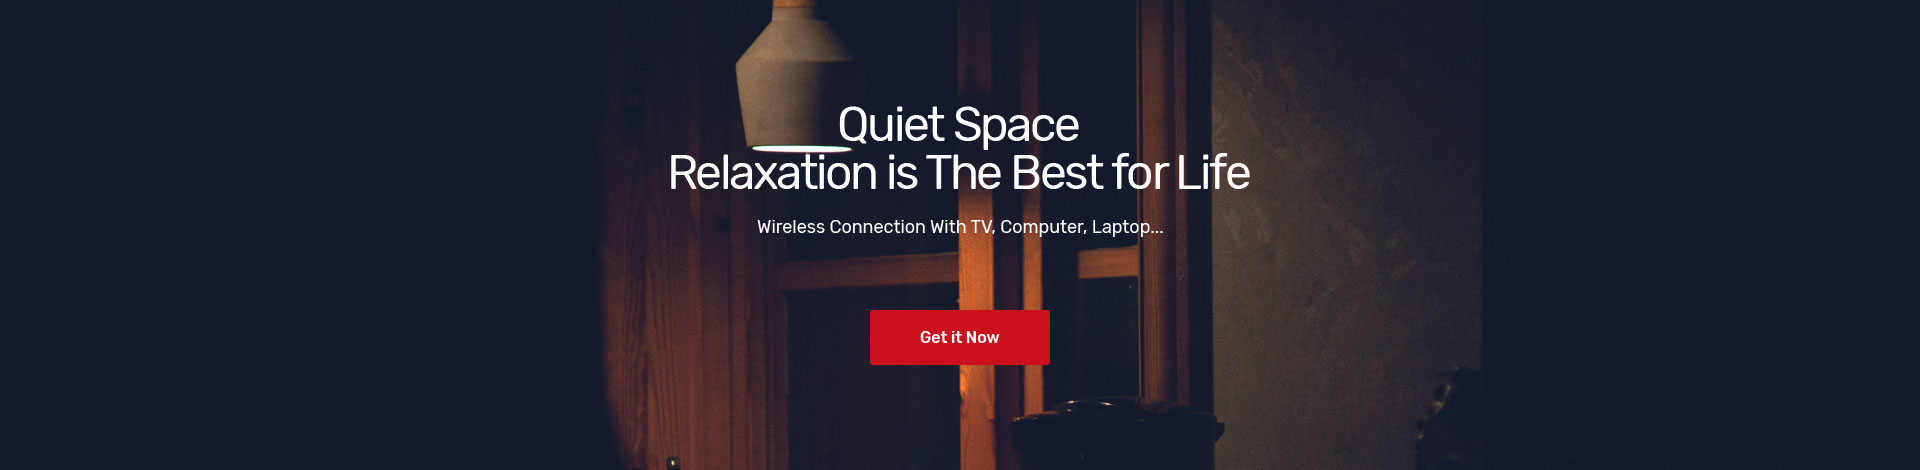 Quiet Space
Relaxation is The Best for Life
Wireless Connection With TV, Computer, Laptop...
Get it Now